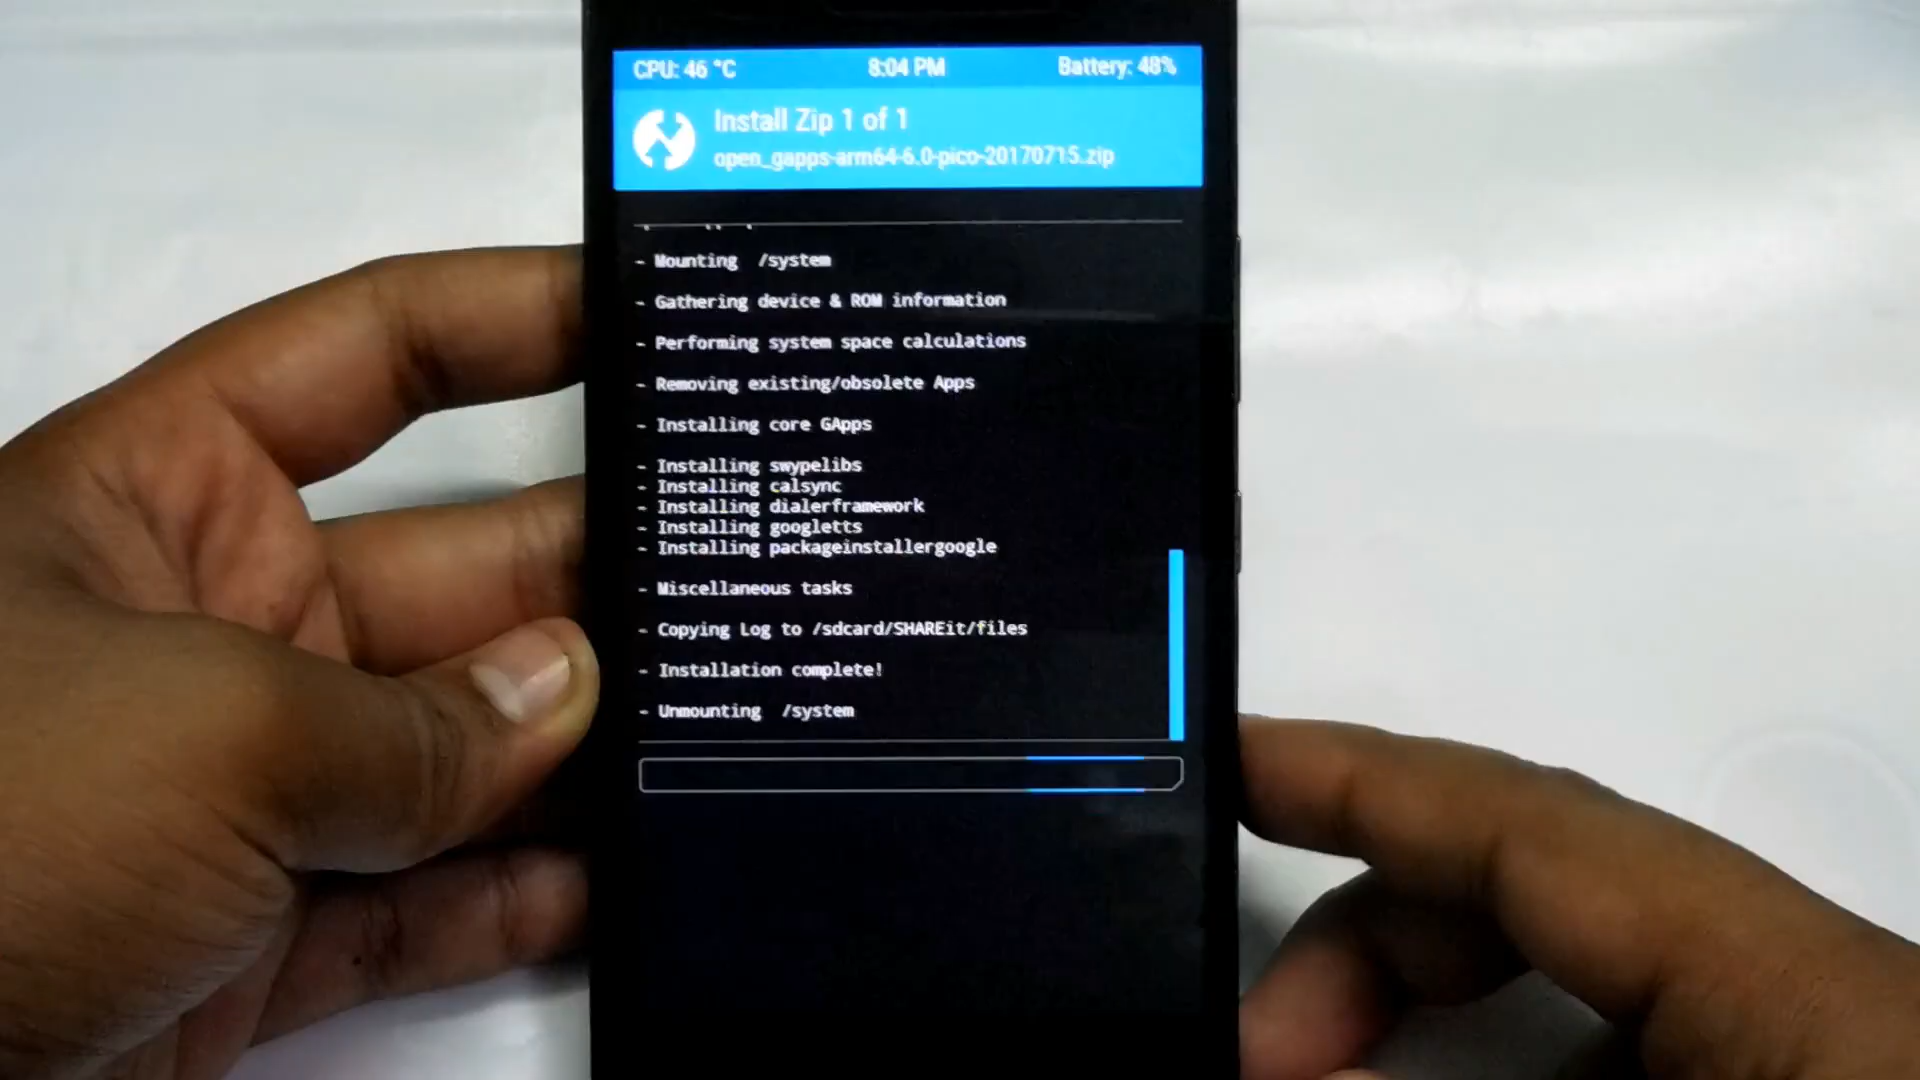 CPU: 46 °C 8:04 PM Battery: 48%
Install Zip 1 of 1
open_gapps-arm64-6.0-pico-20170715.zip
- Mounting /system
- Gathering device & ROM information
- Performing system space calculations
- Removing existing/obsolete Apps
- Installing core GApps
- Installing swypelibs
- Installing calsync
- Installing dialerframework
- Installing googletts
- Installing packageinstallergoogle
- Miscellaneous tasks
- Copying Log to /sdcard/SHAREit/files
- Installation complete!
- Unmounting /system